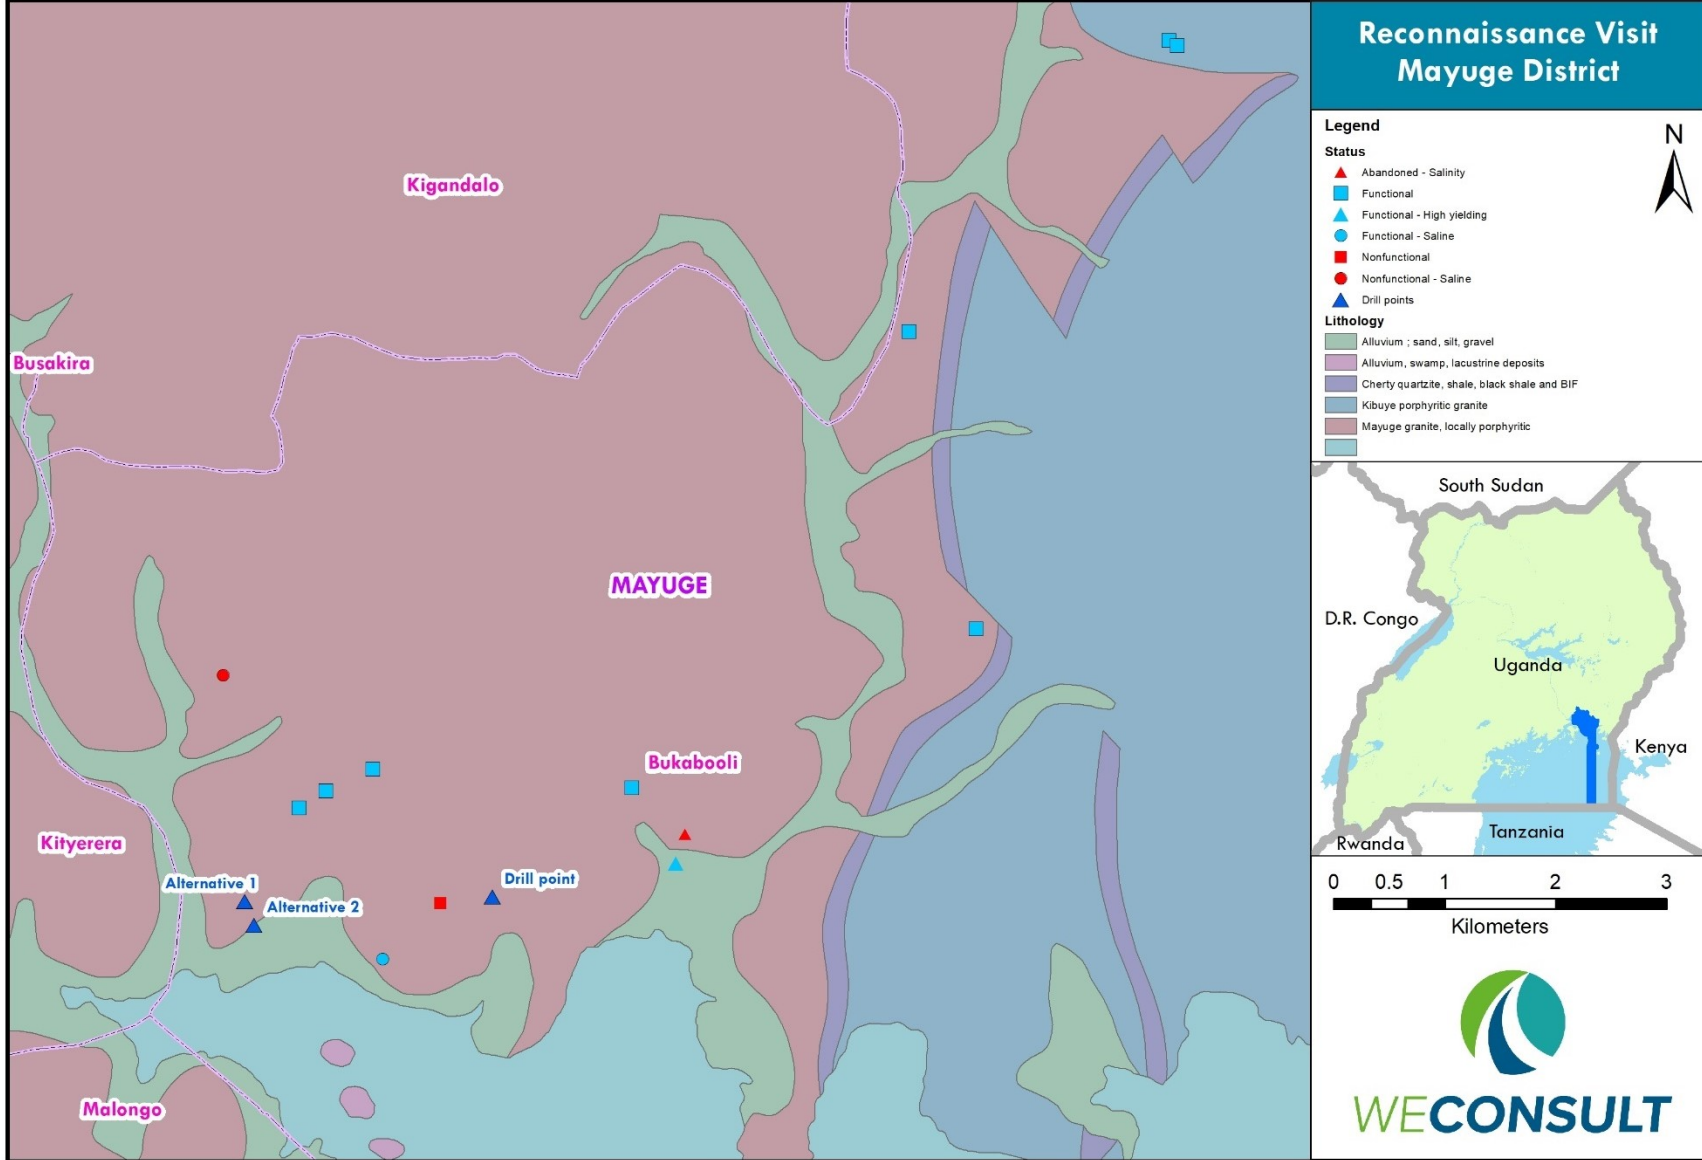 Kigandalo
Busakira
MAYUGE
Bukabooli
Kityerera
Alternative 1
Alternative 2
Drill point
Malongo
Reconnaissance Visit
Mayuge District
Legend
N
Status
Abandoned - Salinity
Functional
Functional - High yielding
Functional - Saline
Nonfunctional
Nonfunctional - Saline
Drill points
Lithology
Alluvium ; sand, silt, gravel
Alluvium, swamp, lacustrine deposits
Cherty quartzite, shale, black shale and BIF
Kibuye porphyritic granite
Mayuge granite, locally porphyritic
South Sudan
D.R. Congo
Uganda
Kenya
Tanzania
Rwanda
0 0.5 1 2 3
Kilometers
WECONSULT